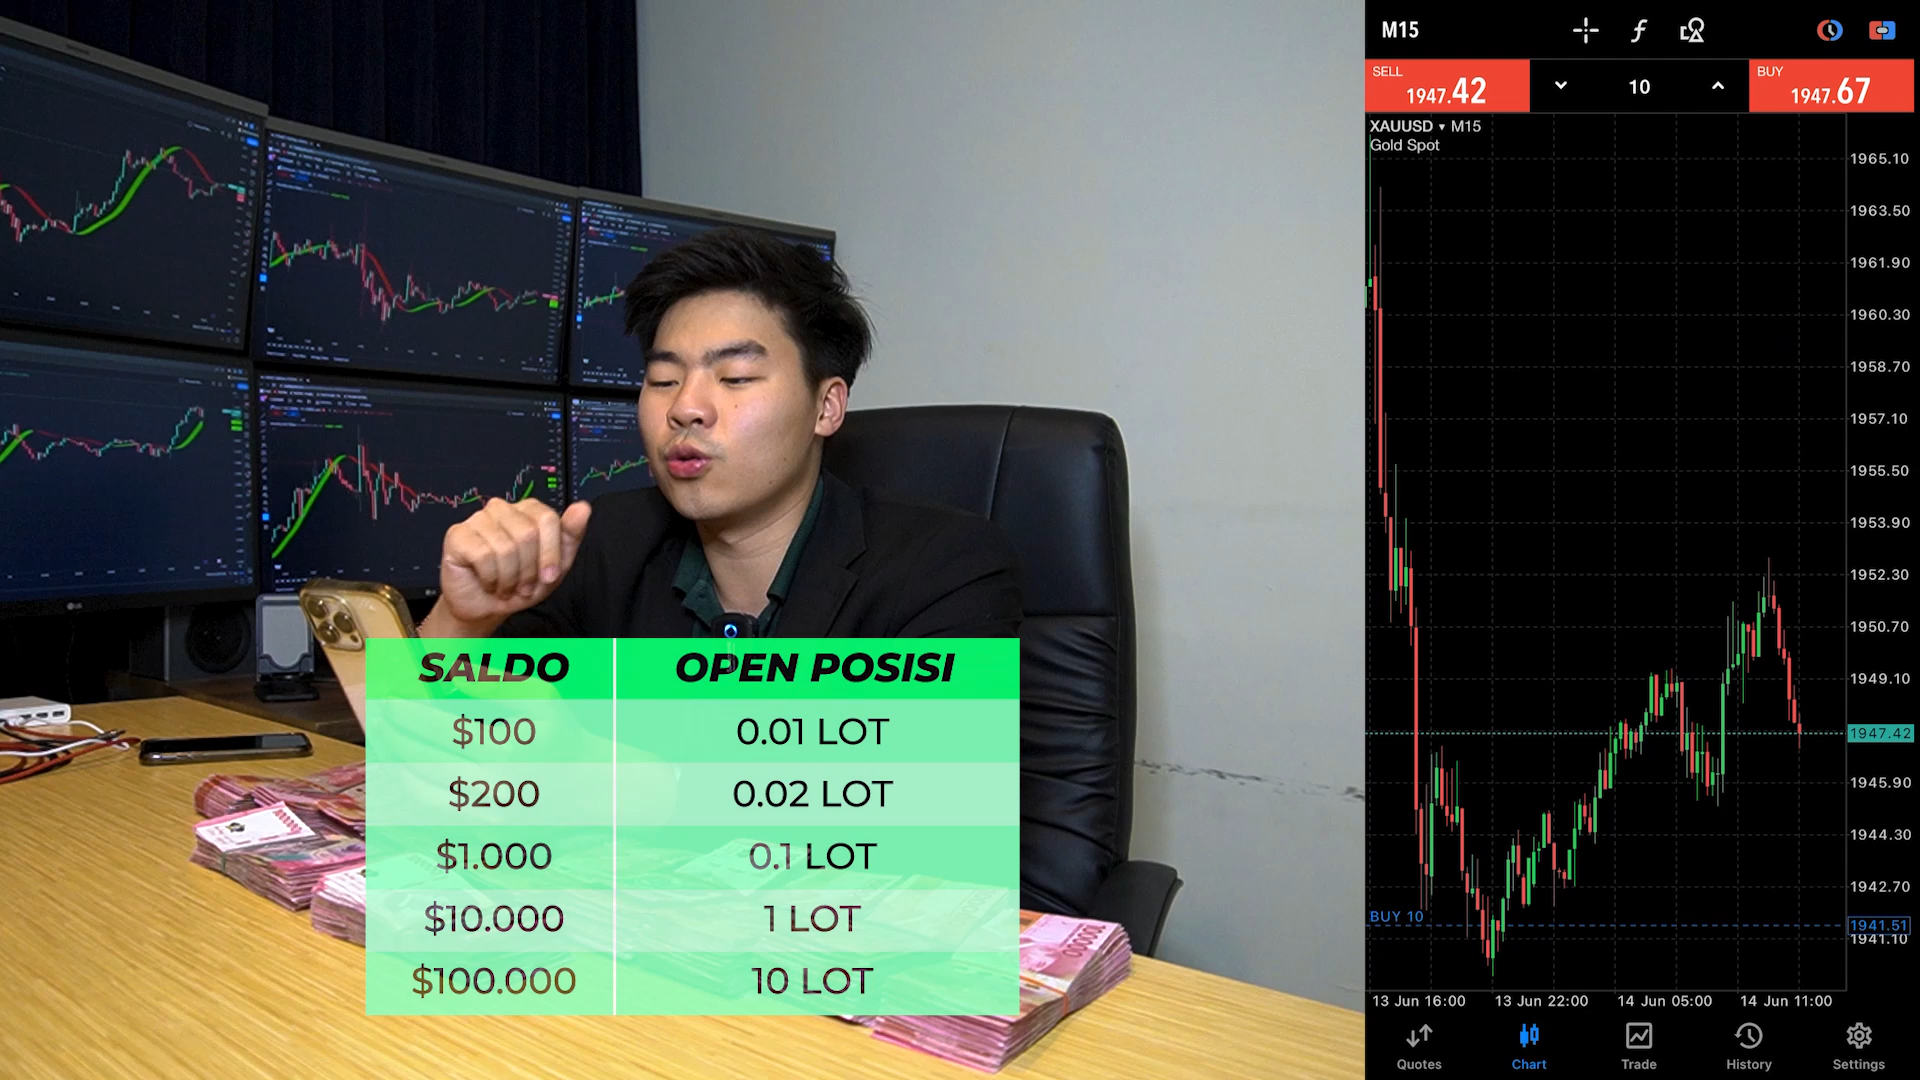 SALDO OPEN POSISI
$100 0.01 LOT
$200 0.02 LOT
$1.000 0.1 LOT
$10.000 1 LOT
$100.000 10 LOT
M15
SELL
1947.42
10
BUY
1947.67
XAUUSD ▾ M15
Gold Spot
1965.10
1963.50
1961.90
1960.30
1958.70
1957.10
1955.50
1953.90
1952.30
1950.70
1949.10
1947.42
1945.90
1944.30
1942.70
BUY 10
1941.51
1941.10
13 Jun 16:00 13 Jun 22:00 14 Jun 05:00 14 Jun 11:00
Quotes Chart Trade History Settings
LG
100000